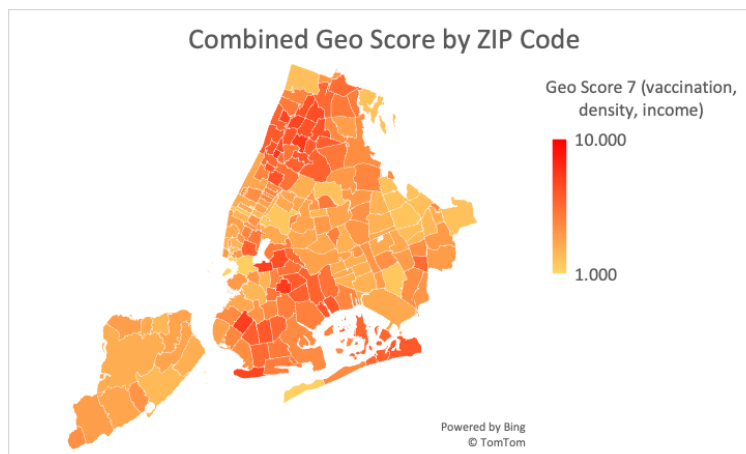 Combined Geo Score by ZIP Code
Geo Score 7 (vaccination,
density, income)
10.000
1.000
Powered by Bing
© TomTom